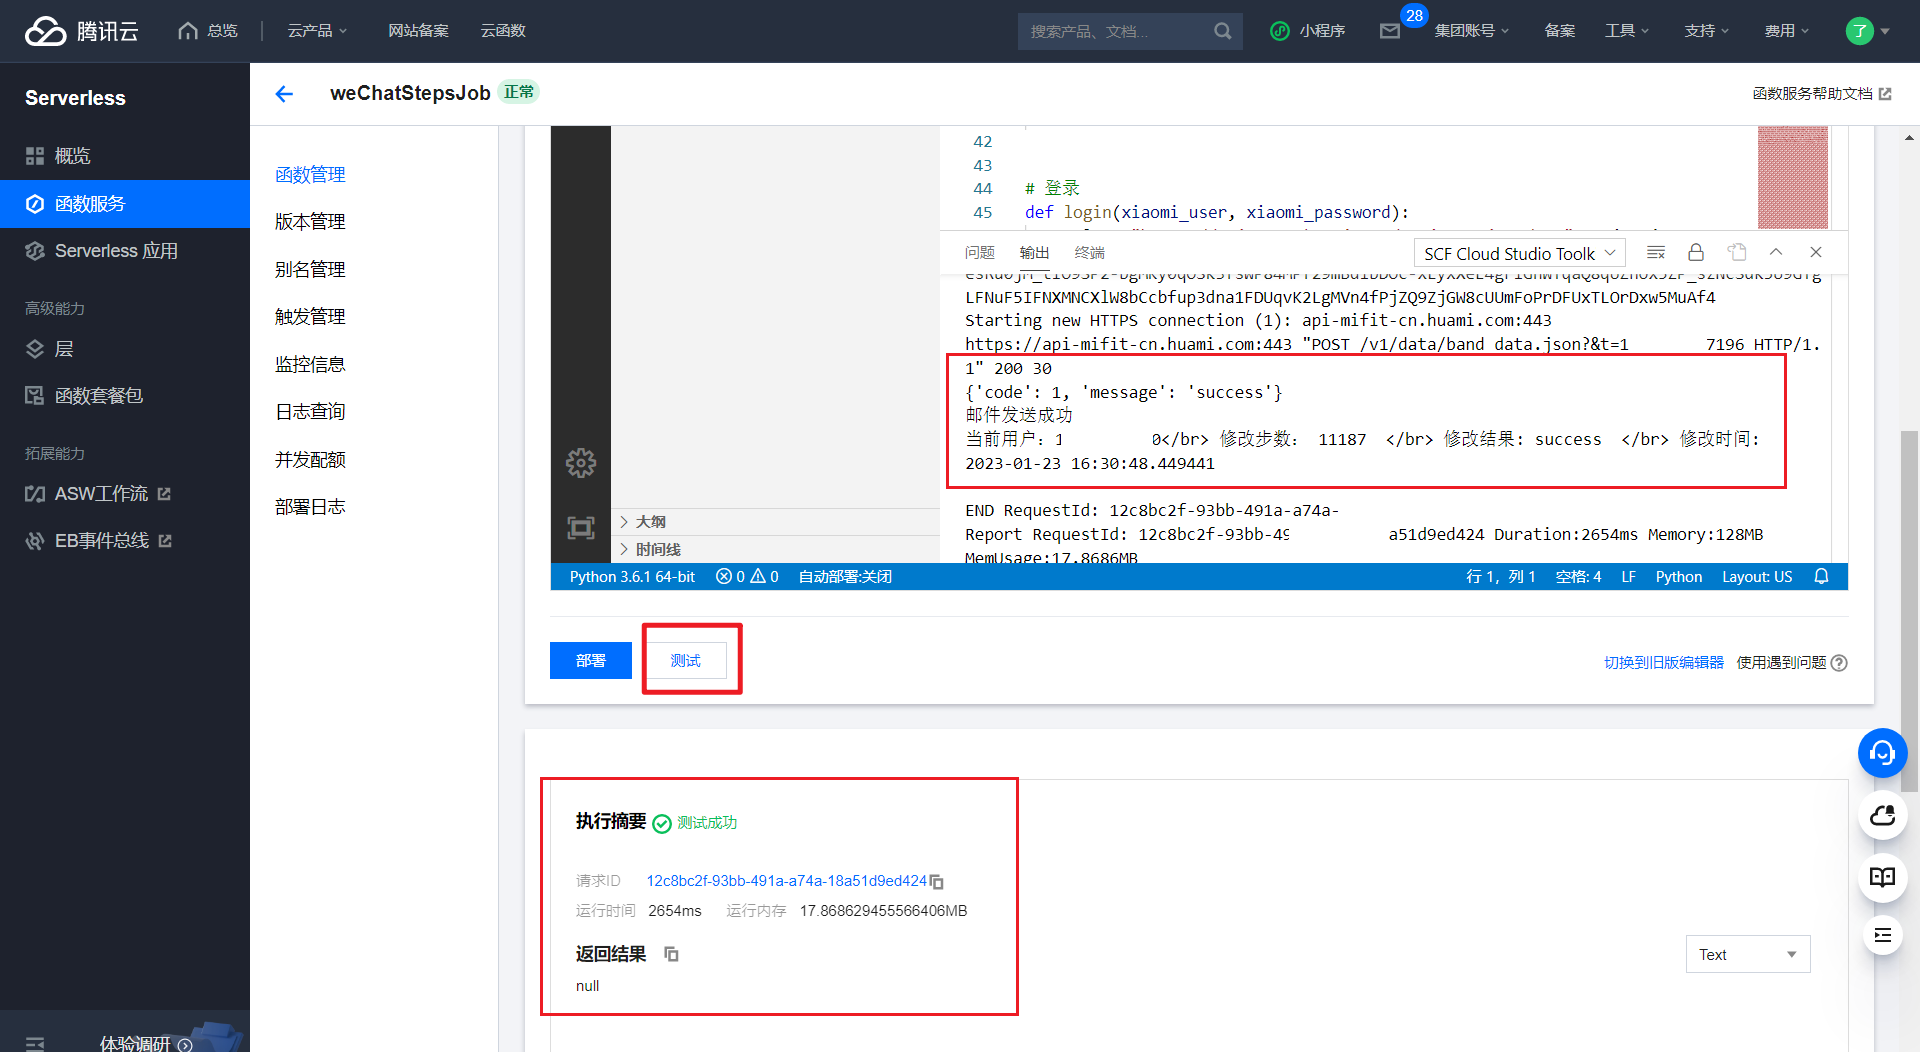 腾讯云
总览
云产品
网站备案
云函数
搜索产品、文档...
小程序
28
集团账号
备案
工具
支持
费用
了
Serverless
概览
函数服务
Serverless 应用
高级能力
层
函数套餐包
拓展能力
ASW工作流
EB事件总线
体验调研
weChatStepsJob 正常
函数服务帮助文档
函数管理
版本管理
别名管理
触发管理
监控信息
日志查询
并发配额
部署日志
42
43
44 # 登录
45 def login(xiaomi_user, xiaomi_password):
问题 输出 终端
SCF Cloud Studio Toolk
LFNuF5IFNXMNCXlW8bCcbfup3dna1FDUqvK2LgMVn4fPjZQ9ZjGW8cUUmFoPrDFUxTLOrDxw5MuAf4
Starting new HTTPS connection (1): api-mifit-cn.huami.com:443
https://api-mifit-cn.huami.com:443 "POST /v1/data/band_data.json?&t=1 7196 HTTP/1.
1" 200 30
{'code': 1, 'message': 'success'}
邮件发送成功
当前用户: 1 0</br> 修改步数: 11187 </br> 修改结果: success </br> 修改时间:
2023-01-23 16:30:48.449441
END RequestId: 12c8bc2f-93bb-491a-a74a-
Report RequestId: 12c8bc2f-93bb-49 a51d9ed424 Duration:2654ms Memory:128MB
MemUsage:17.8686MB
大纲
时间线
Python 3.6.1 64-bit 0 0 自动部署:关闭 行 1，列 1 空格: 4 LF Python Layout: US
部署
测试
切换到旧版编辑器
使用遇到问题
执行摘要 测试成功
请求ID 12c8bc2f-93bb-491a-a74a-18a51d9ed424
运行时间 2654ms 运行内存 17.868629455566406MB
返回结果
Text
null